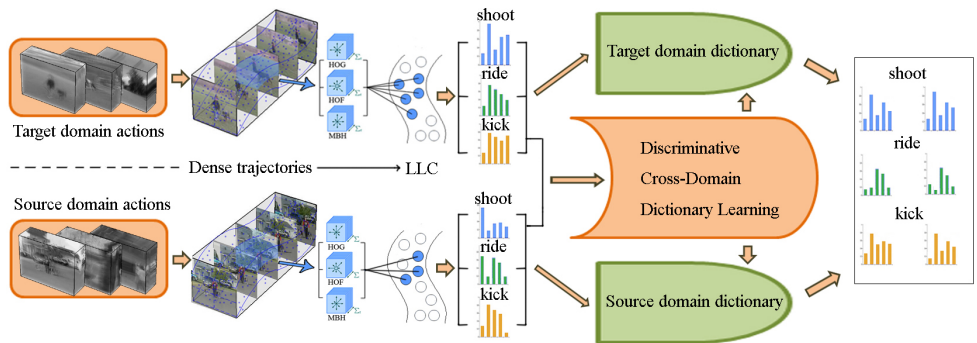 Target domain actions
HOG
Σ
HOF
Σ
MBH
Σ
shoot
ride
kick
Target domain dictionary
Dense trajectories
LLC
Discriminative
Cross-Domain
Dictionary Learning
Source domain actions
HOG
Σ
HOF
Σ
MBH
Σ
shoot
ride
kick
Source domain dictionary
shoot
ride
kick